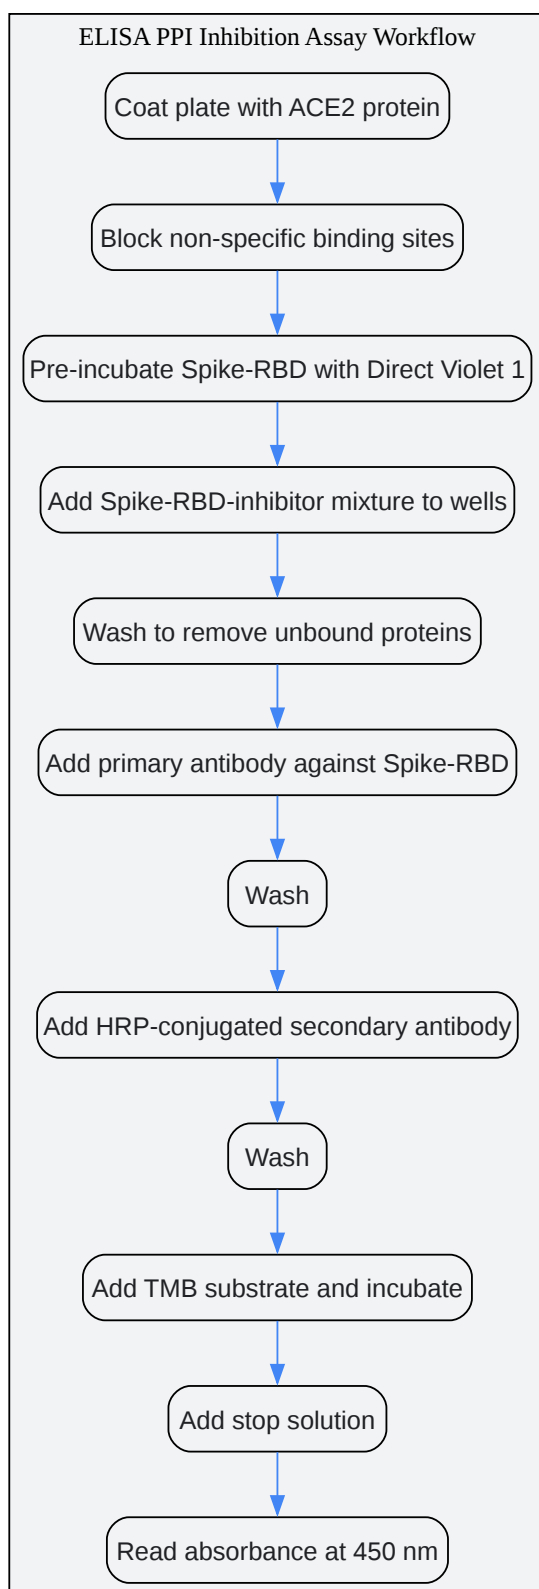 ELISA PPI Inhibition Assay Workflow
Coat plate with ACE2 protein
Block non-specific binding sites
Pre-incubate Spike-RBD with Direct Violet 1
Add Spike-RBD-inhibitor mixture to wells
Wash to remove unbound proteins
Add primary antibody against Spike-RBD
Wash
Add HRP-conjugated secondary antibody
Wash
Add TMB substrate and incubate
Add stop solution
Read absorbance at 450 nm